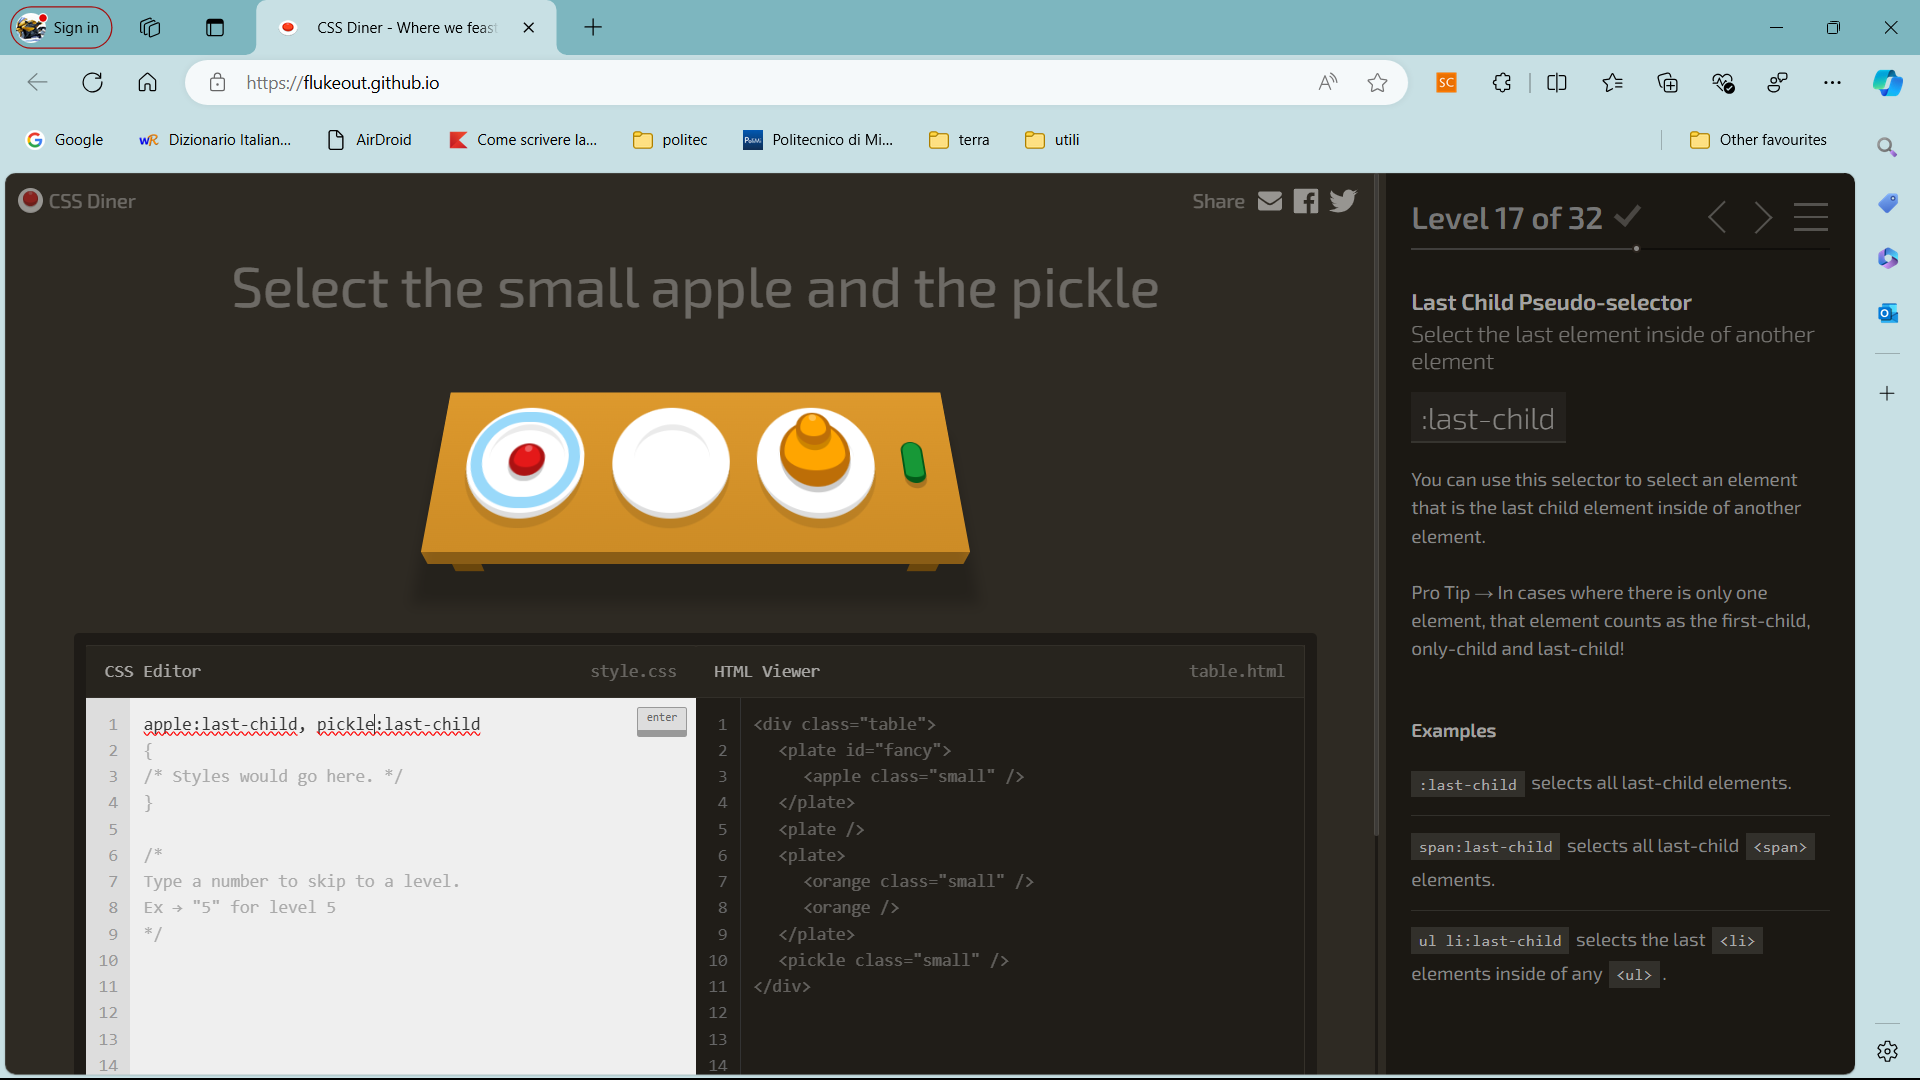 Sign in
CSS Diner - Where we feast
https://flukeout.github.io
SC
Google
wR Dizionario Italian...
AirDroid
Come scrivere la...
politec
Politecnico di Mi...
terra
utili
Other favourites
CSS Diner
Share
Select the small apple and the pickle
CSS Editor
style.css
HTML Viewer
table.html
enter
1 apple:last-child, pickle:last-child
2 {
3 /* Styles would go here. */
4 }
5
6 /*
7 Type a number to skip to a level.
8 Ex → "5" for level 5
9 */
10
11
12
13
14
1 <div class="table">
2 <plate id="fancy">
3 <apple class="small" />
4 </plate>
5 <plate />
6 <plate>
7 <orange class="small" />
8 <orange />
9 </plate>
10 <pickle class="small" />
11 </div>
12
13
14
Level 17 of 32
Last Child Pseudo-selector
Select the last element inside of another
element
:last-child
You can use this selector to select an element
that is the last child element inside of another
element.
Pro Tip → In cases where there is only one
element, that element counts as the first-child,
only-child and last-child!
Examples
:last-child selects all last-child elements.
span:last-child selects all last-child <span>
elements.
ul li:last-child selects the last <li>
elements inside of any <ul> .